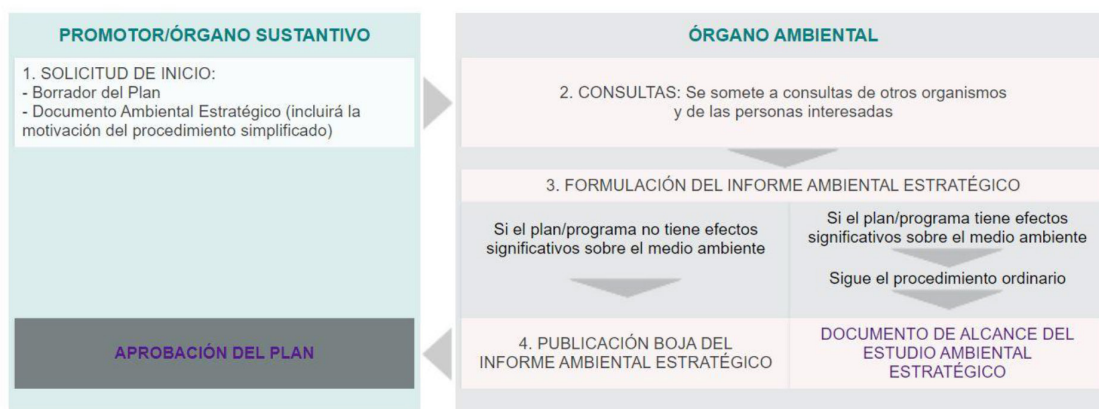 PROMOTOR/ÓRGANO SUSTANTIVO
1. SOLICITUD DE INICIO:
- Borrador del Plan
- Documento Ambiental Estratégico (incluirá la
motivación del procedimiento simplificado)
ÓRGANO AMBIENTAL
2. CONSULTAS: Se somete a consultas de otros organismos
y de las personas interesadas
3. FORMULACIÓN DEL INFORME AMBIENTAL ESTRATÉGICO
Si el plan/programa no tiene efectos
significativos sobre el medio ambiente
Si el plan/programa tiene efectos
significativos sobre el medio ambiente
Sigue el procedimiento ordinario
APROBACIÓN DEL PLAN
4. PUBLICACIÓN BOJA DEL
INFORME AMBIENTAL ESTRATÉGICO
DOCUMENTO DE ALCANCE DEL
ESTUDIO AMBIENTAL
ESTRATÉGICO